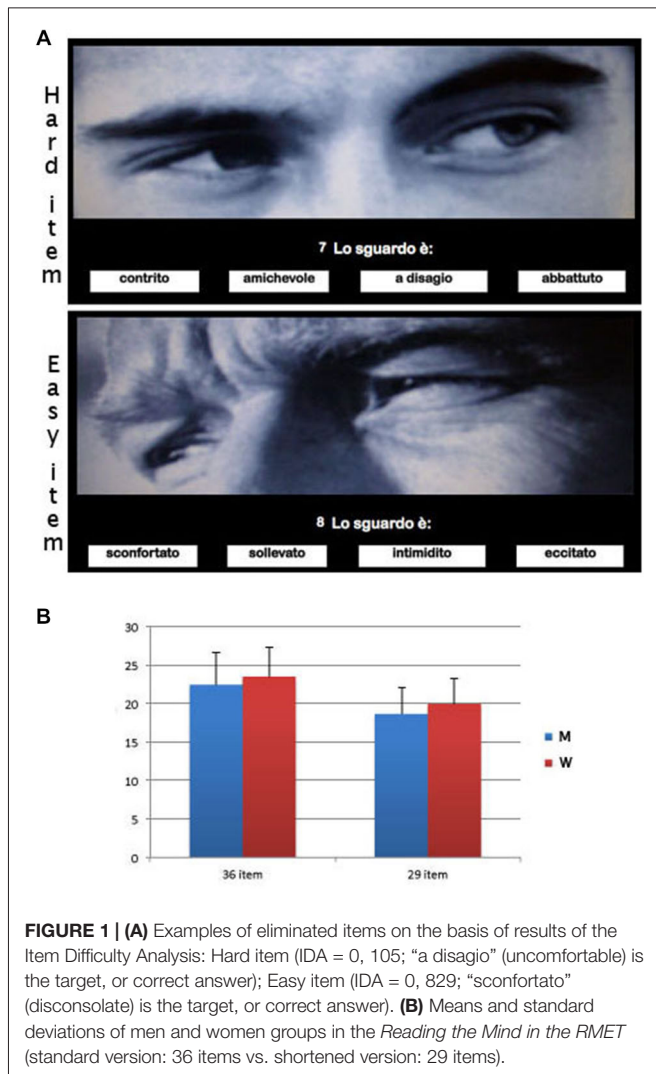 A
Hard item
7 Lo sguardo è:
contrito amichevole a disagio abbattuto
Easy item
8 Lo sguardo è:
sconfortato sollevato intimidito eccitato
B
30
25
20
15
10
5
0
M
W
36 item 29 item
FIGURE 1 | (A) Examples of eliminated items on the basis of results of the
Item Difficulty Analysis: Hard item (IDA = 0, 105; “a disagio” (uncomfortable) is
the target, or correct answer); Easy item (IDA = 0, 829; “sconfortato”
(disconsolate) is the target, or correct answer). (B) Means and standard
deviations of men and women groups in the Reading the Mind in the RMET
(standard version: 36 items vs. shortened version: 29 items).